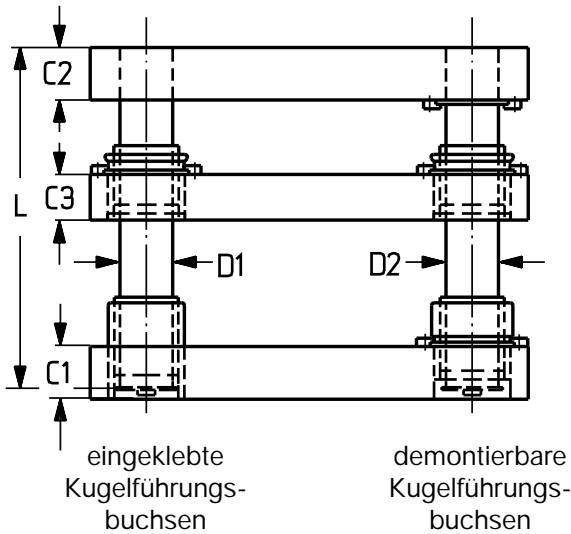 C2
L
C3
D1
D2
C1
eingeklebte
Kugelführungs-
buchsen
demontierbare
Kugelführungs-
buchsen